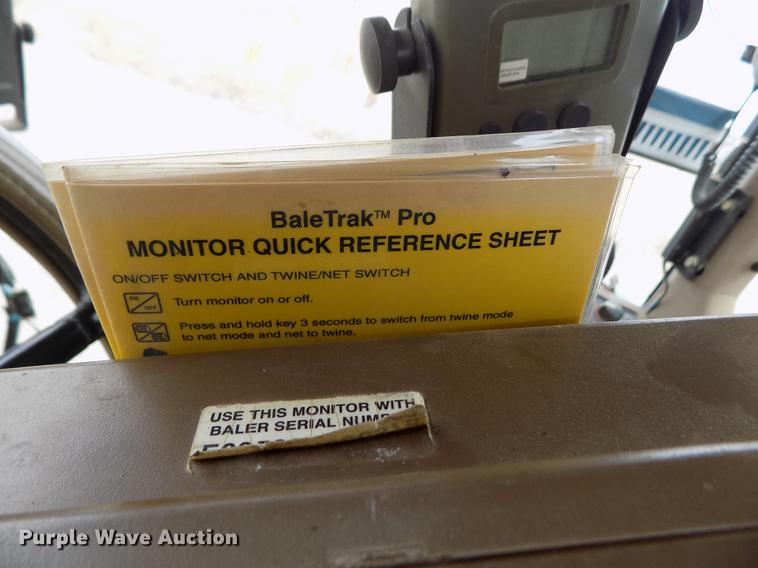 BaleTrak™ Pro
MONITOR QUICK REFERENCE SHEET
ON/OFF SWITCH AND TWINE/NET SWITCH
ON
OFF
Turn monitor on or off.
Press and hold key 3 seconds to switch from twine mode
to net mode and net to twine.
USE THIS MONITOR WITH
BALER SERIAL
Purple Wave Auction